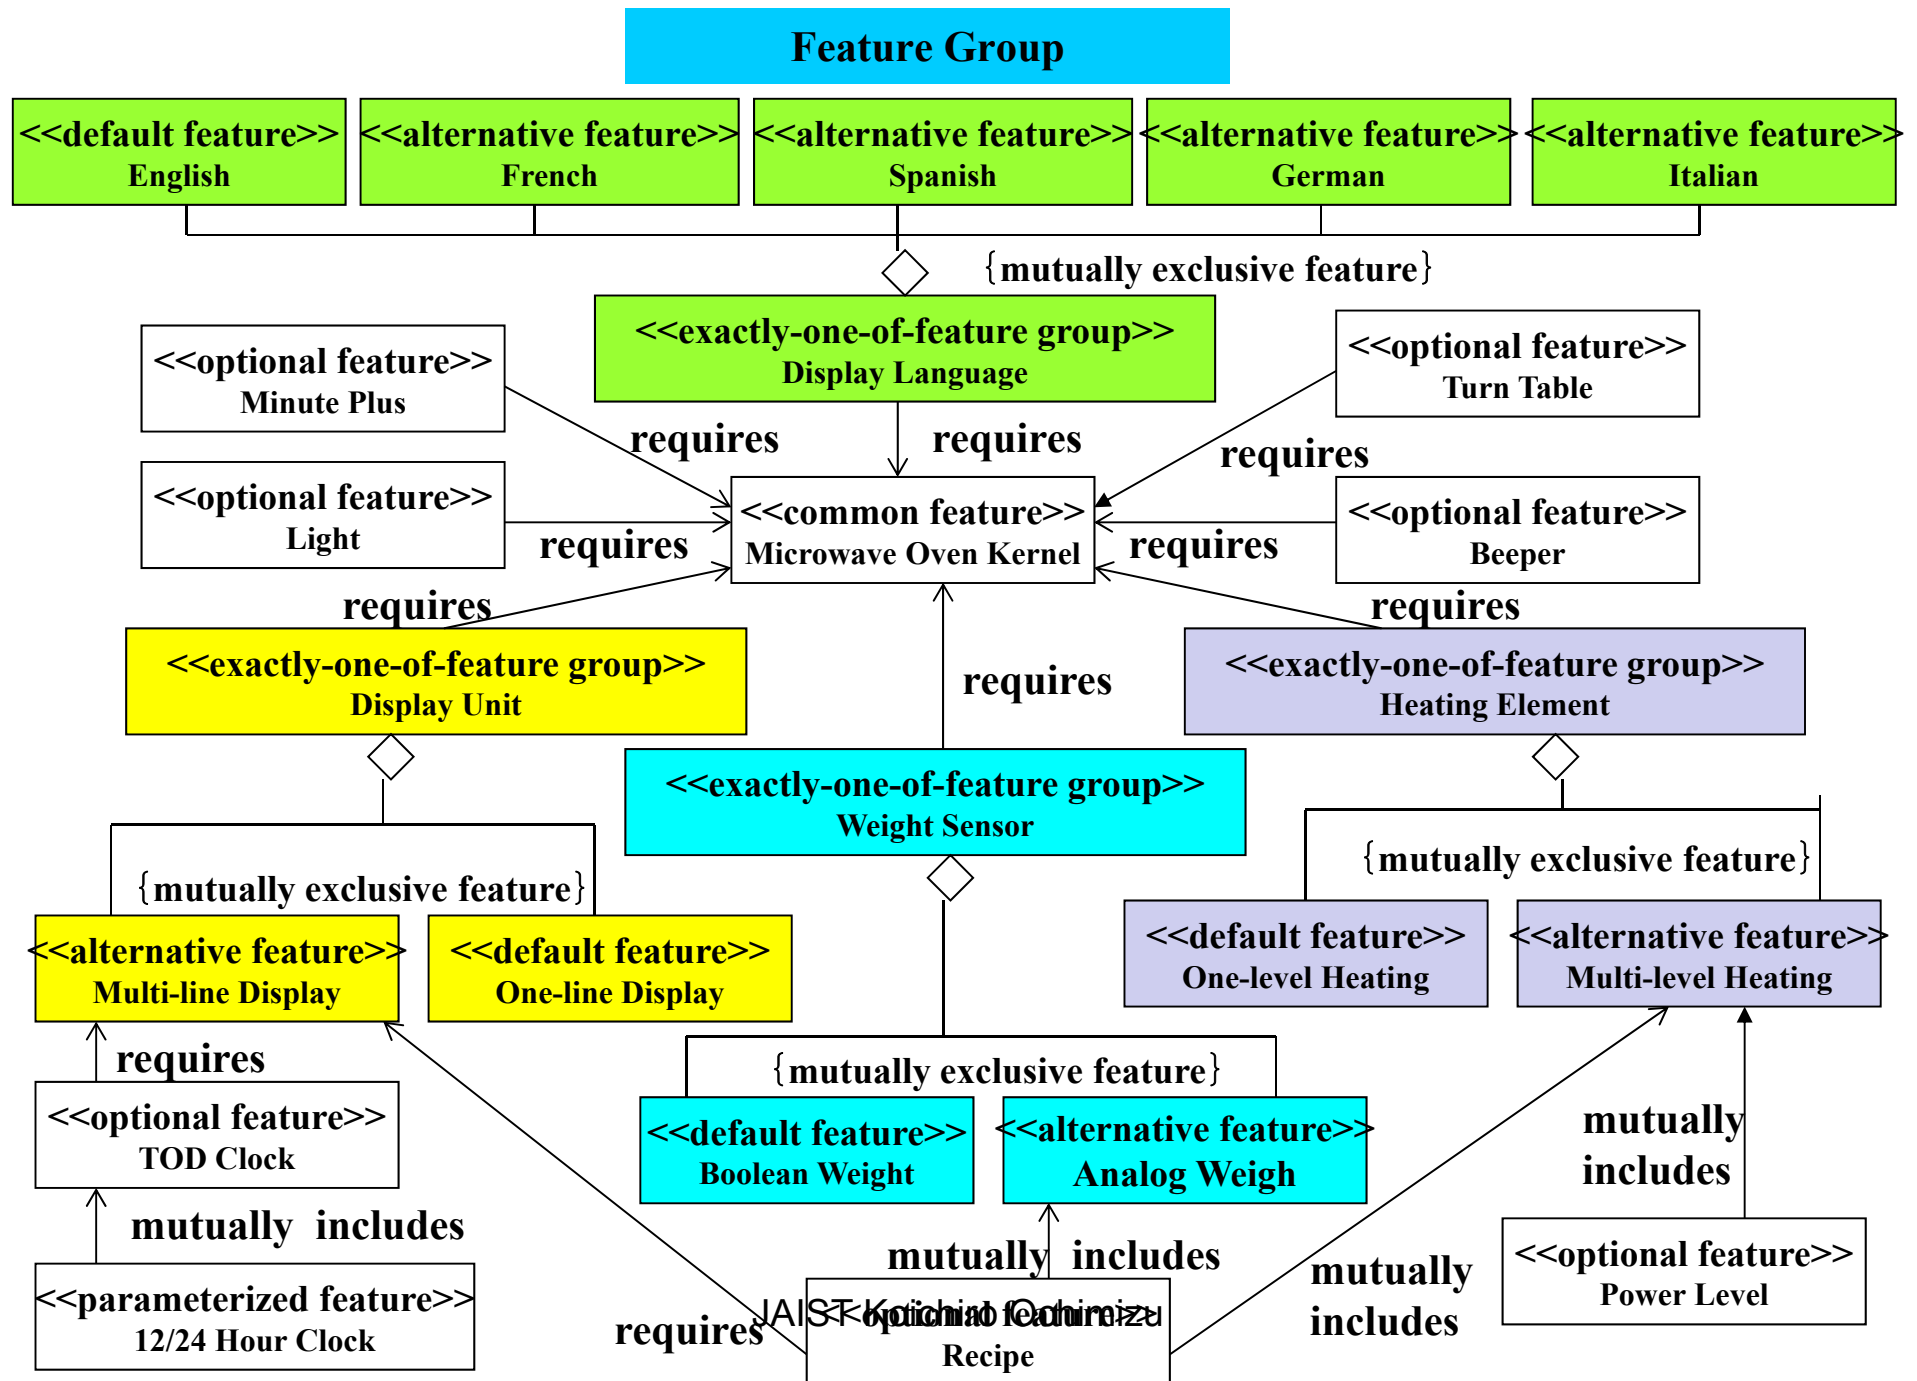 Feature Group
<<default feature>>
English
<<alternative feature>>
French
<<alternative feature>>
Spanish
<<alternative feature>>
German
<<alternative feature>>
Italian
{mutually exclusive feature}
<<exactly-one-of-feature group>>
Display Language
<<optional feature>>
Minute Plus
<<optional feature>>
Turn Table
requires
requires
requires
<<optional feature>>
Light
<<common feature>>
Microwave Oven Kernel
<<optional feature>>
Beeper
requires
requires
requires
requires
<<exactly-one-of-feature group>>
Display Unit
requires
<<exactly-one-of-feature group>>
Heating Element
<<exactly-one-of-feature group>>
Weight Sensor
{mutually exclusive feature}
{mutually exclusive feature}
<<alternative feature>>
Multi-line Display
<<default feature>>
One-line Display
<<default feature>>
One-level Heating
<<alternative feature>>
Multi-level Heating
requires
{mutually exclusive feature}
<<optional feature>>
TOD Clock
<<default feature>>
Boolean Weight
<<alternative feature>>
Analog Weigh
mutually
includes
mutually includes
mutually includes
<<optional feature>>
Power Level
mutually
includes
<<parameterized feature>>
12/24 Hour Clock
requires
JAIST Koichiro Ochimizu
<<optional feature>>
Recipe